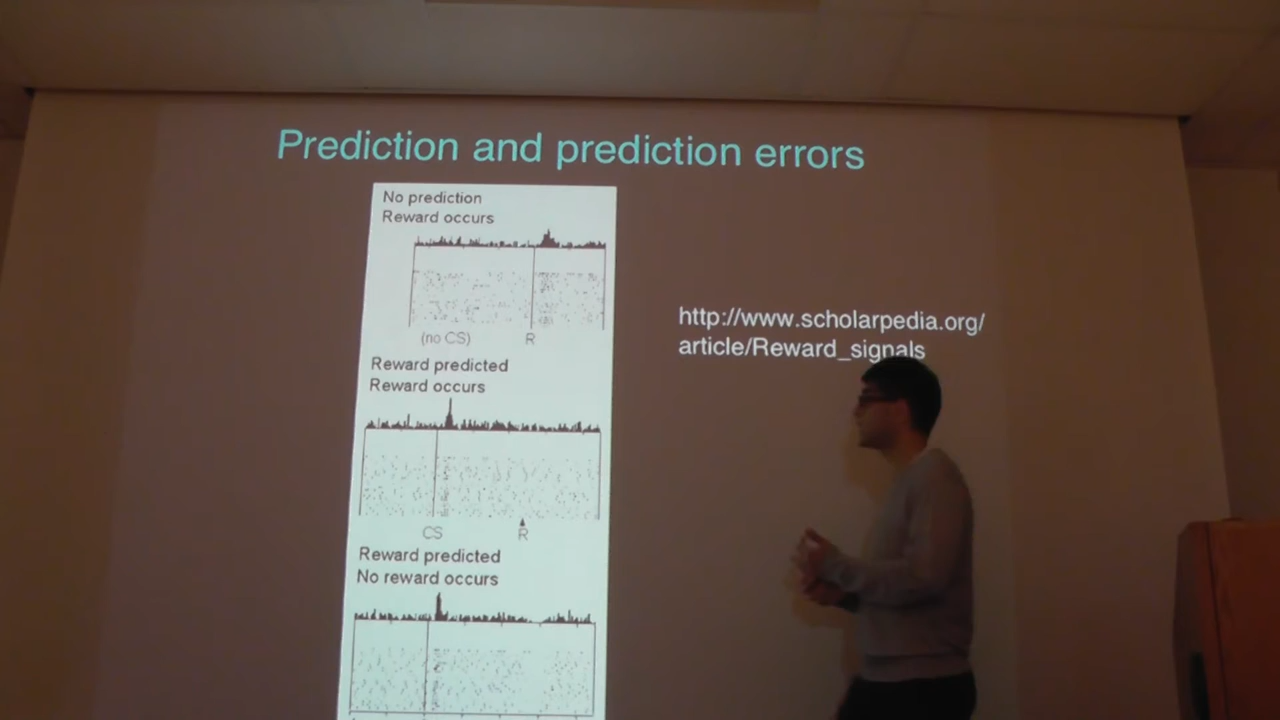 Prediction and prediction errors
No prediction
Reward occurs
(no CS)
R
Reward predicted
Reward occurs
CS
R
Reward predicted
No reward occurs
http://www.scholarpedia.org/
article/Reward_signals